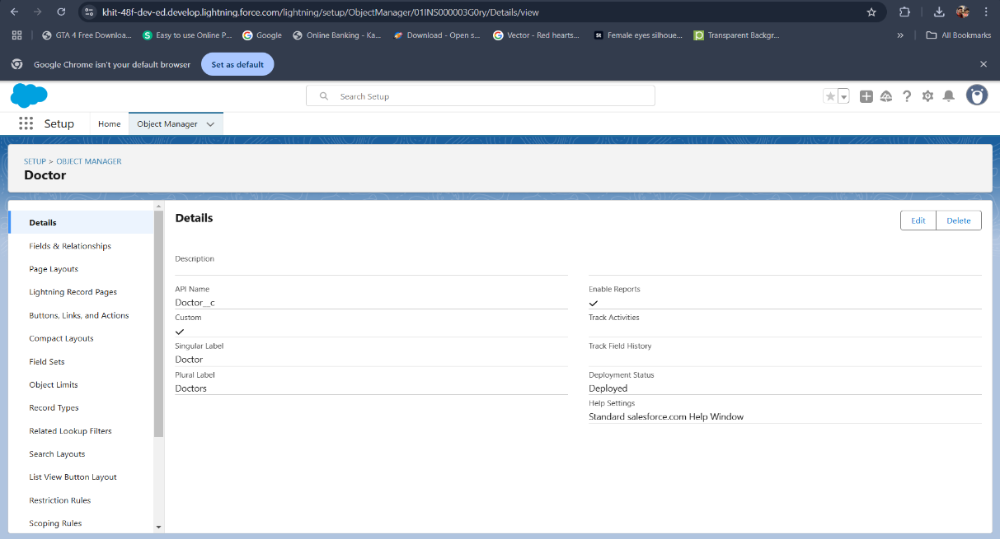 khit-48f-dev-ed.develop.lightning.force.com/lightning/setup/ObjectManager/01INS000003G0ry/Details/view
GTA 4 Free Downloa...
Easy to use Online P...
Google
Online Banking - Ka...
Download - Open s...
Vector - Red hearts...
St
Female eyes silhoue...
Transparent Backgr...
»
All Bookmarks
Google Chrome isn't your default browser
Set as default
Search Setup
Setup
Home
Object Manager
SETUP > OBJECT MANAGER
Doctor
Details
Fields & Relationships
Page Layouts
Lightning Record Pages
Buttons, Links, and Actions
Compact Layouts
Field Sets
Object Limits
Record Types
Related Lookup Filters
Search Layouts
List View Button Layout
Restriction Rules
Scoping Rules
Details
Edit
Delete
Description
API Name
Doctor__c
Custom
Singular Label
Doctor
Plural Label
Doctors
Enable Reports
Track Activities
Track Field History
Deployment Status
Deployed
Help Settings
Standard salesforce.com Help Window